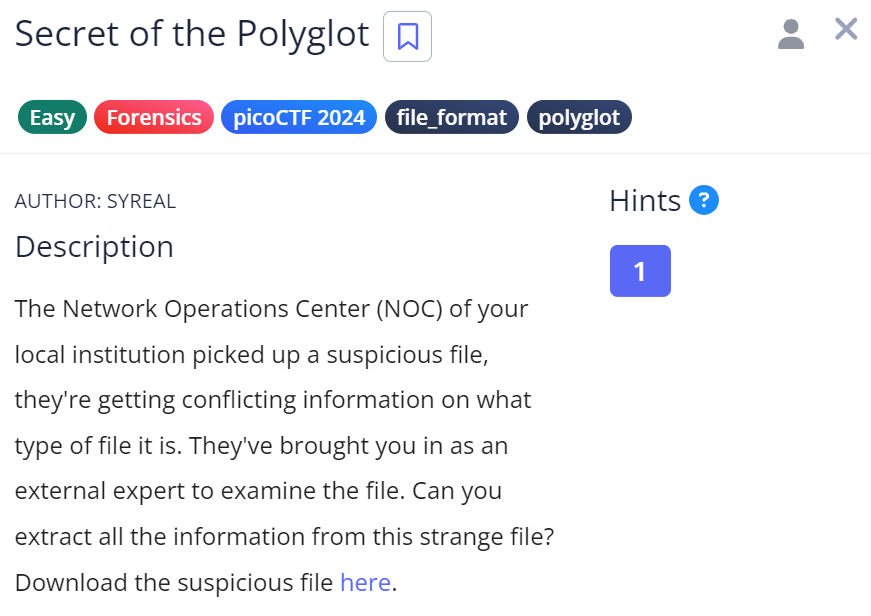 Secret of the Polyglot
Easy Forensics picoCTF 2024 file_format polyglot
AUTHOR: SYREAL
Hints ?
Description
1
The Network Operations Center (NOC) of your
local institution picked up a suspicious file,
they're getting conflicting information on what
type of file it is. They've brought you in as an
external expert to examine the file. Can you
extract all the information from this strange file?
Download the suspicious file here.